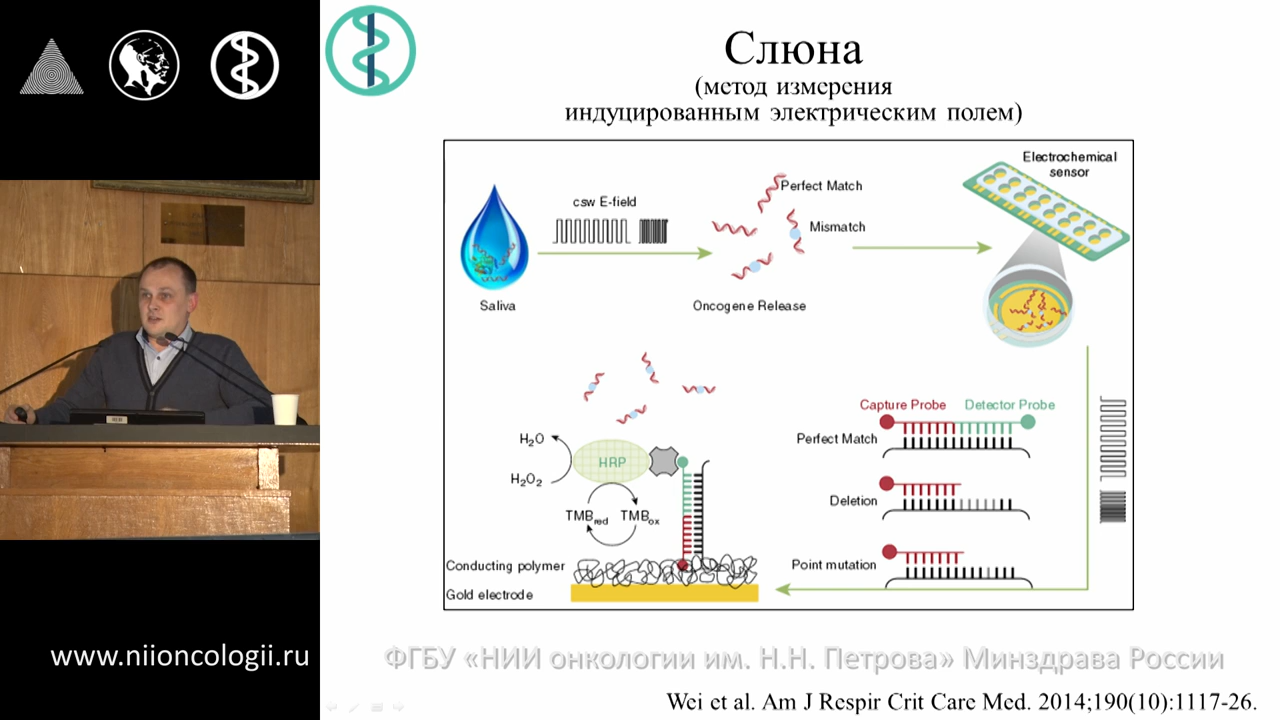 Слюна
(метод измерения
индуцированным электрическим полем)
Electrochemical
sensor
csw E-field
Perfect Match
Mismatch
Saliva
Oncogene Release
Capture Probe
Detector Probe
Perfect Match
Deletion
Point mutation
H2O
H2O2
HRP
TMBred
TMBox
Conducting polymer
Gold electrode
www.niioncologii.ru
ФГБУ «НИИ онкологии им. Н.Н. Петрова» Минздрава России
Wei et al. Am J Respir Crit Care Med. 2014;190(10):1117-26.